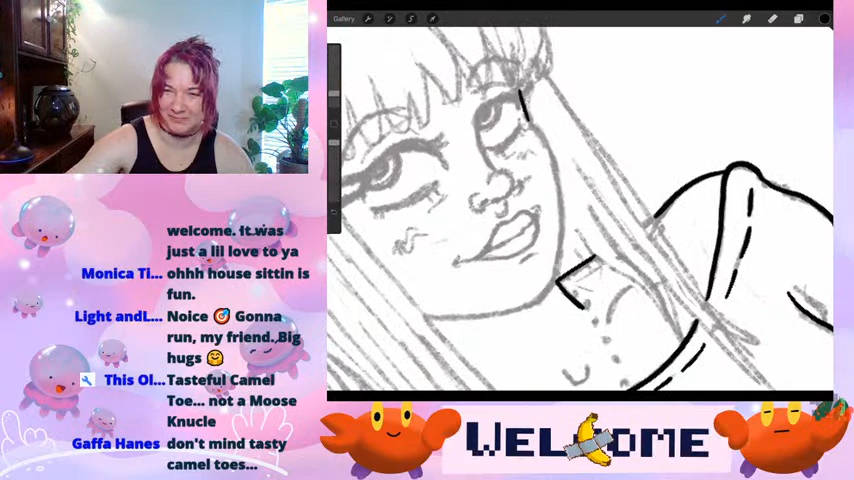 Gallery
welcome. It was
just a lil love to ya
Monica Ti... ohhh house sittin is
fun.
Light andL... Noice 🎯 Gonna
run, my friend. Big
hugs 🤗
This Ol... Tasteful Camel
Toe... not a Moose
Knucle
Gaffa Hanes don't mind tasty
camel toes...
WELCOME